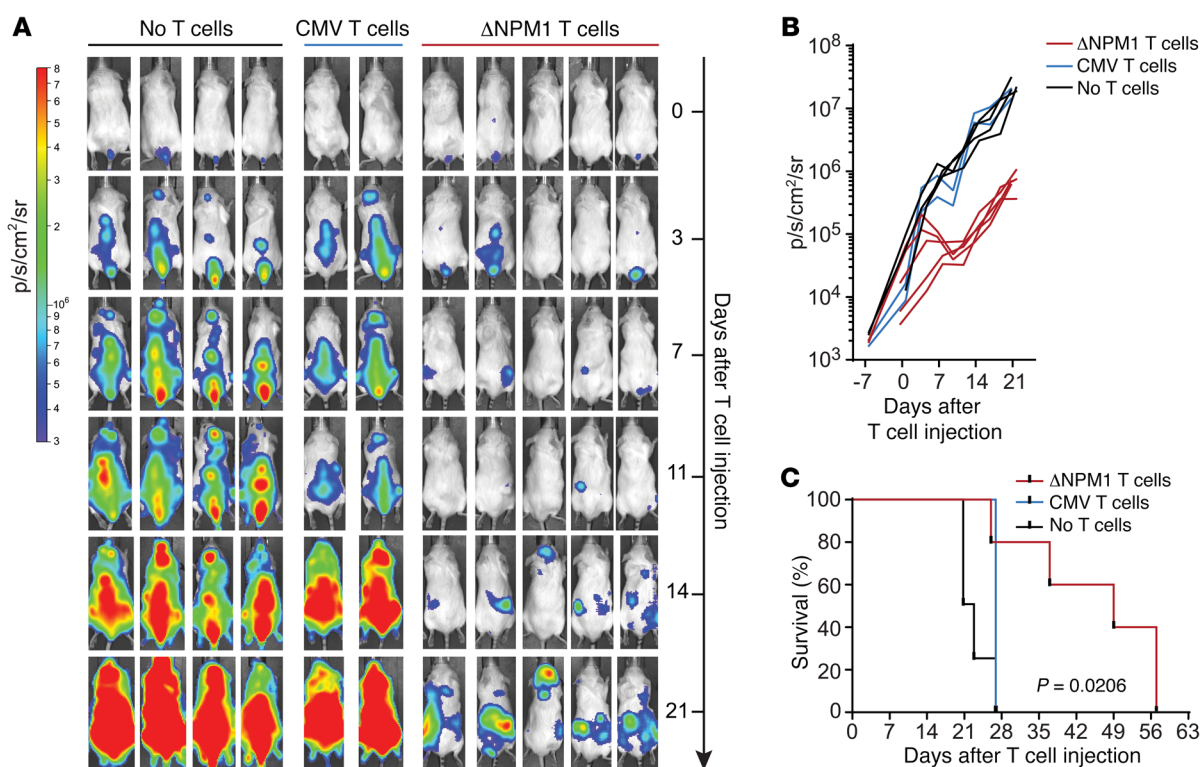 A
No T cells
CMV T cells
ΔNPM1 T cells
p/s/cm²/sr
8
7
6
5
4
3
2
10⁶
9
8
7
6
5
4
3
0
3
7
11
14
21
Days after T cell injection
B
ΔNPM1 T cells
CMV T cells
No T cells
p/s/cm²/sr
10⁸
10⁷
10⁶
10⁵
10⁴
10³
-7 0 7 14 21
Days after
T cell injection
C
ΔNPM1 T cells
CMV T cells
No T cells
Survival (%)
100
80
60
40
20
0
P = 0.0206
0 7 14 21 28 35 42 49 56 63
Days after T cell injection